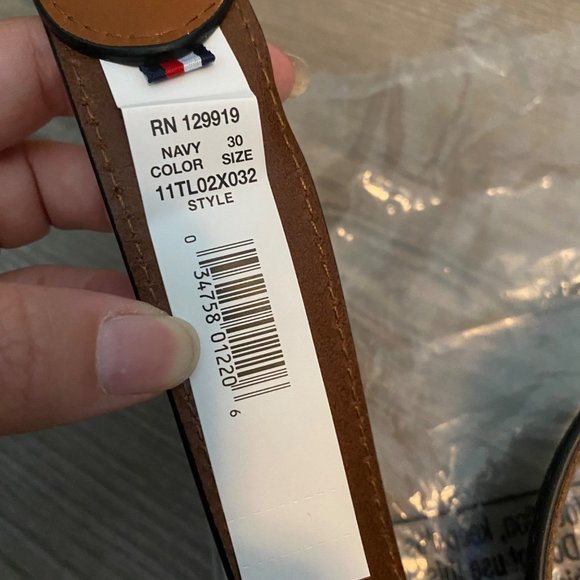 RN 129919
NAVY 30
COLOR SIZE
11TL02X032
STYLE
0 34758 01220 6